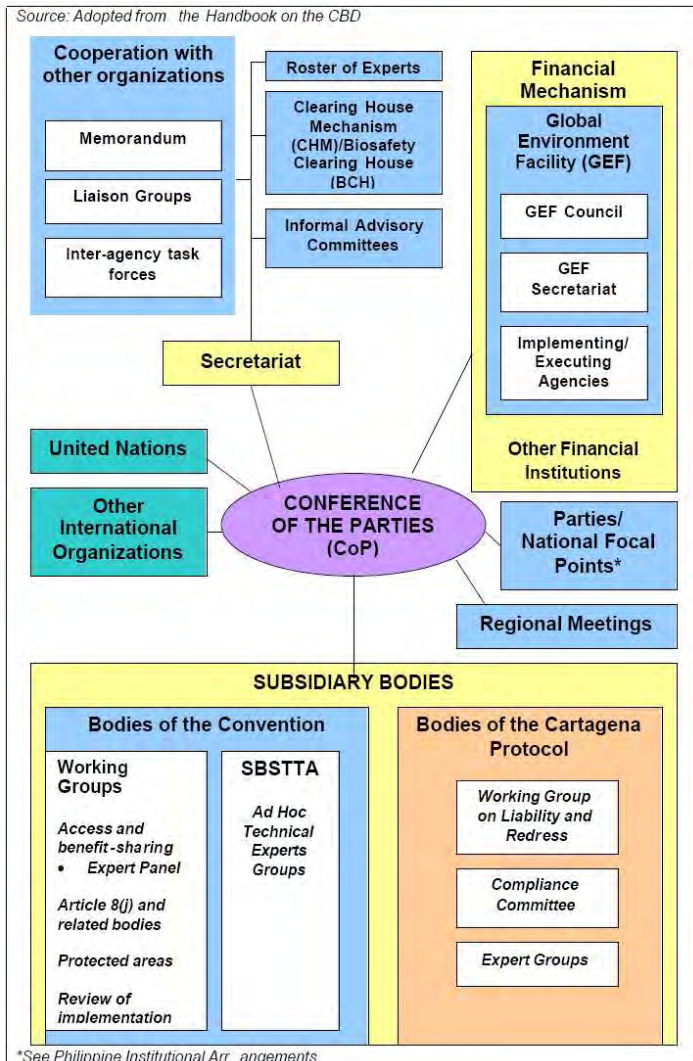 Source: Adopted from the Handbook on the CBD
Cooperation with
other organizations
Memorandum
Liaison Groups
Inter-agency task
forces
Roster of Experts
Clearing House
Mechanism
(CHM)/Biosafety
Clearing House
(BCH)
Informal Advisory
Committees
Financial
Mechanism
Global
Environment
Facility (GEF)
GEF Council
GEF
Secretariat
Implementing/
Executing
Agencies
Other Financial
Institutions
Secretariat
United Nations
Other
International
Organizations
CONFERENCE
OF THE PARTIES
(CoP)
Parties/
National Focal
Points*
Regional Meetings
SUBSIDIARY BODIES
Bodies of the Convention
Working
Groups
Access and
benefit-sharing
• Expert Panel
Article 8(j) and
related bodies
Protected areas
Review of
implementation
SBSTTA
Ad Hoc
Technical
Experts
Groups
Bodies of the Cartagena
Protocol
Working Group
on Liability and
Redress
Compliance
Committee
Expert Groups
*See Philippine Institutional Arr angements